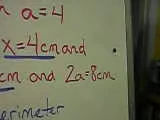 a=4
x=4cm and
cm and 2a=8cm
erimeter